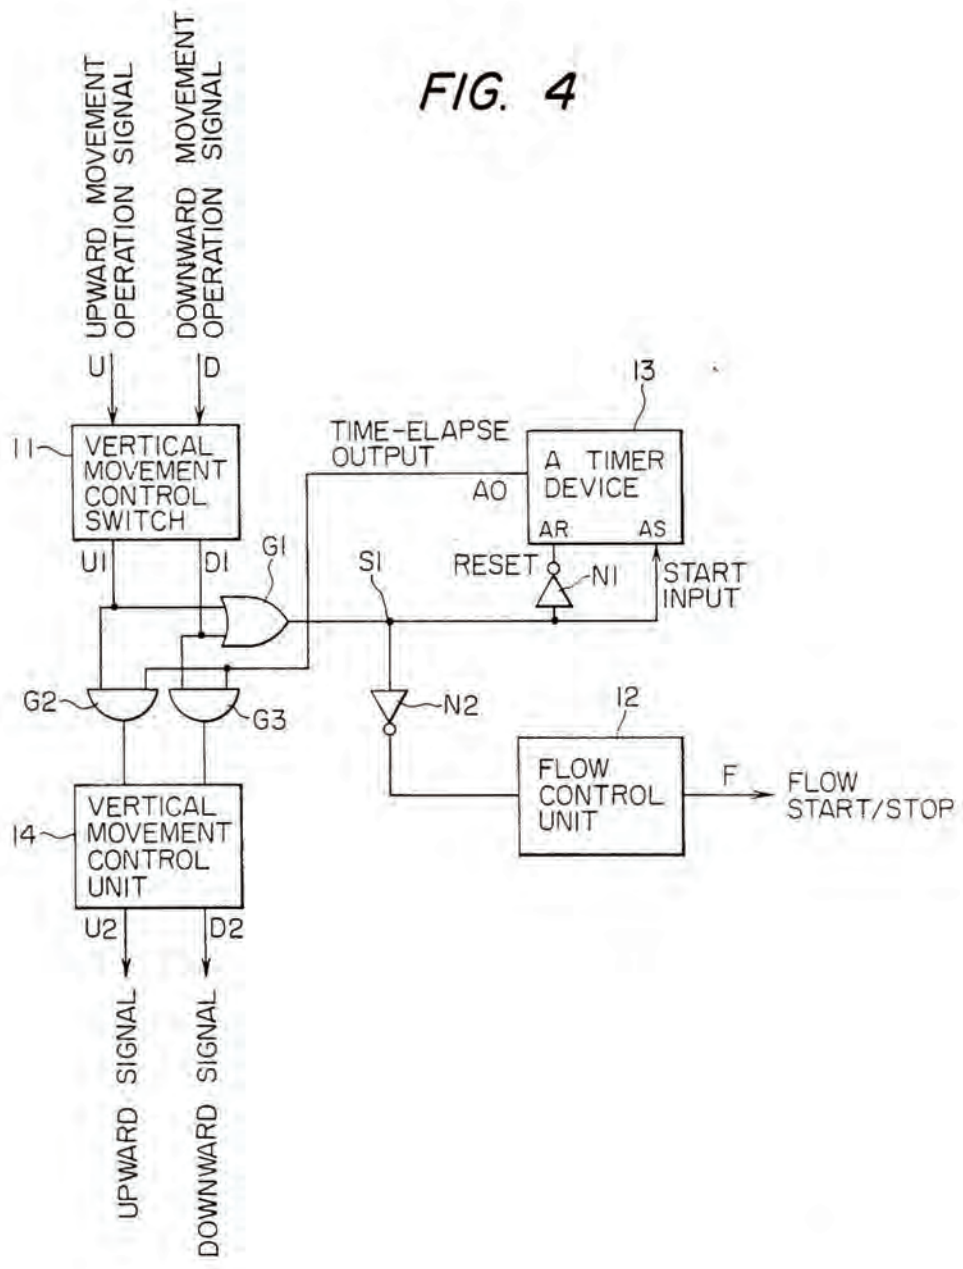 FIG. 4
UPWARD MOVEMENT
OPERATION SIGNAL
DOWNWARD MOVEMENT
OPERATION SIGNAL
U
D
11
VERTICAL
MOVEMENT
CONTROL
SWITCH
U1
D1
G1
TIME-ELAPSE
OUTPUT
AO
13
A TIMER
DEVICE
AR
AS
S1
RESET
N1
START
INPUT
G2
G3
N2
12
FLOW
CONTROL
UNIT
F
FLOW
START/STOP
14
VERTICAL
MOVEMENT
CONTROL
UNIT
U2
D2
UPWARD SIGNAL
DOWNWARD SIGNAL